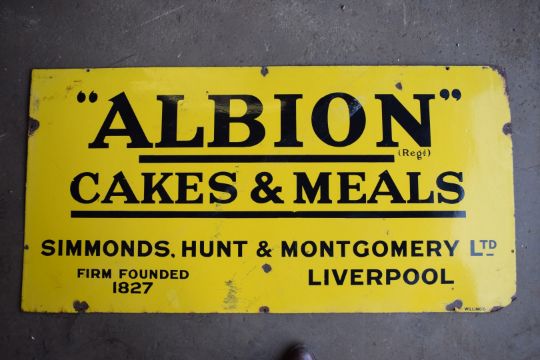 "ALBION"
(Regd)
CAKES & MEALS
SIMMONDS, HUNT & MONTGOMERY LTD
FIRM FOUNDED
1827
LIVERPOOL